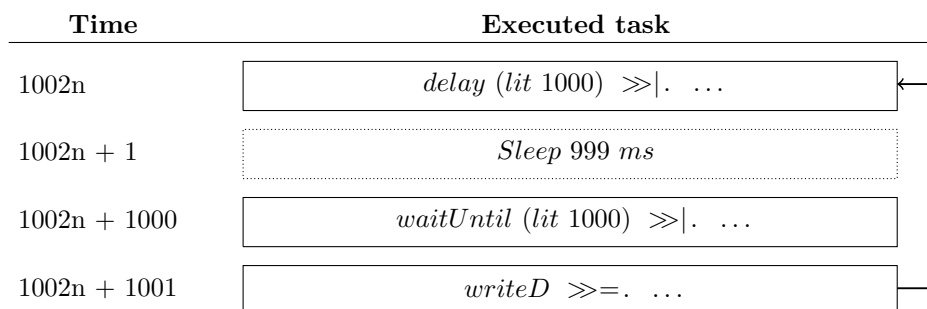 Time Executed task
1002n delay (lit 1000) >>|. ...
1002n + 1 Sleep 999 ms
1002n + 1000 waitUntil (lit 1000) >>|. ...
1002n + 1001 writeD >>=. ...